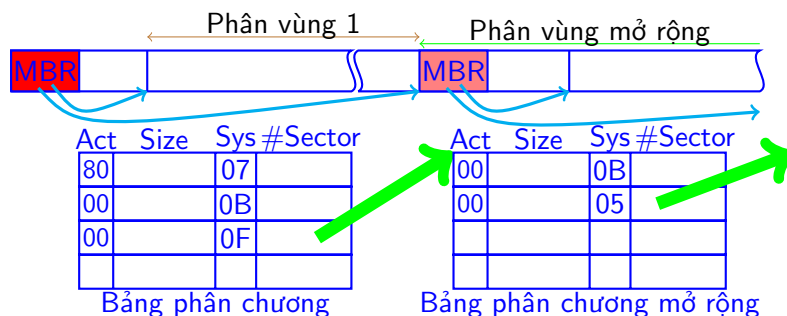 Phân vùng 1
Phân vùng mở rộng
MBR MBR
Act Size Sys #Sector
80 07
00 0B
00 0F
Bảng phân chương
Act Size Sys #Sector
00 0B
00 05
Bảng phân chương mở rộng